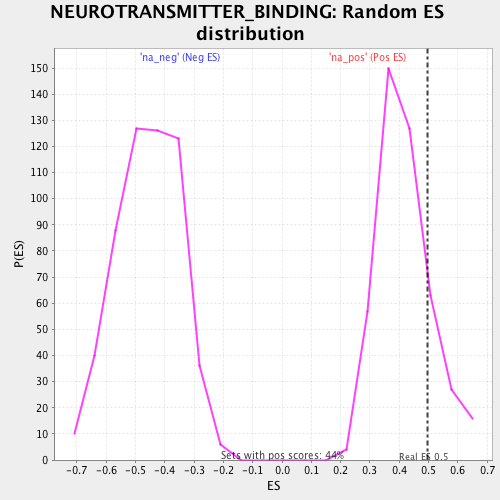 NEUROTRANSMITTER_BINDING: Random ES
distribution
'na_neg' (Neg ES)
'na_pos' (Pos ES)
P(ES)
150
140
130
120
110
100
90
80
70
60
50
40
30
20
10
0
Sets with pos scores: 44%
Real ES 0.5
-0.7 -0.6 -0.5 -0.4 -0.3 -0.2 -0.1 0.0 0.1 0.2 0.3 0.4 0.5 0.6 0.7
ES